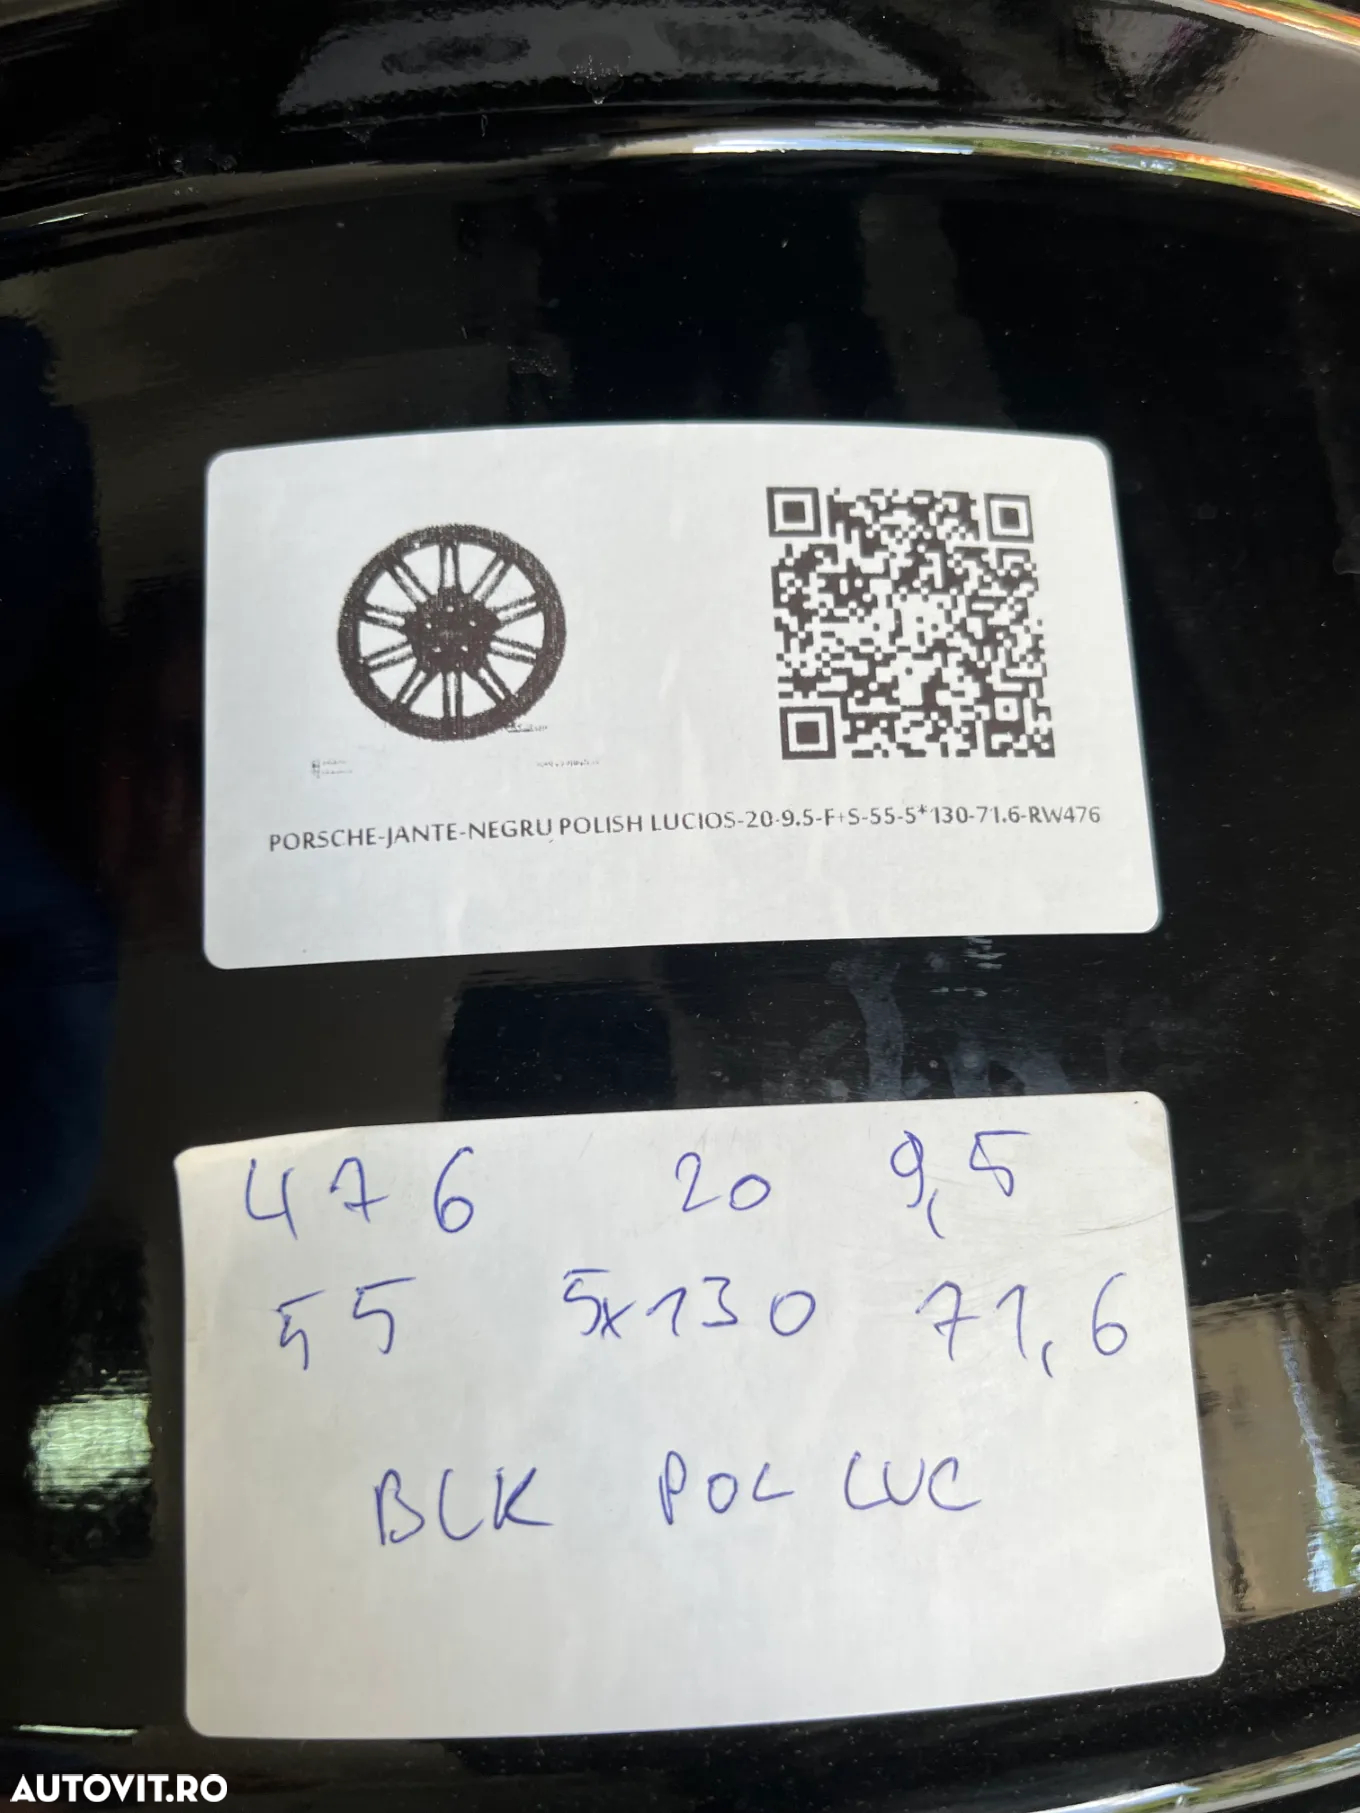 PORSCHE-JANTE-NEGRU POLISH LUCIOS-20-9.5-F+S-55-5*130-71.6-RW476
476 20 9,5
55 5x130 71,6
BLK POL LUC
AUTOVIT.RO